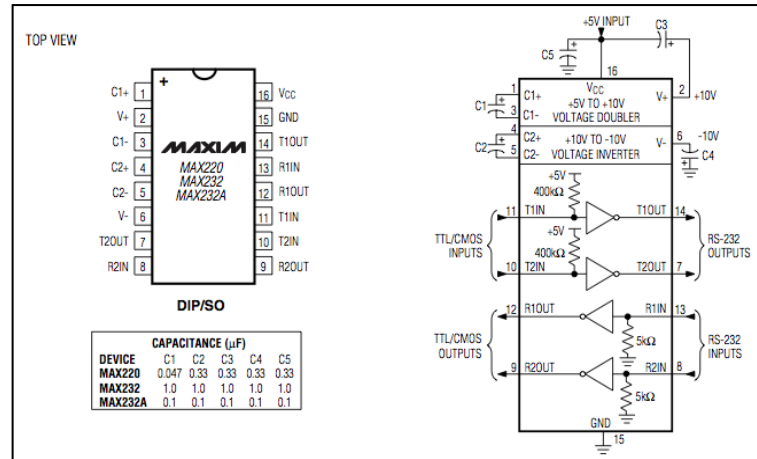 TOP VIEW
+
C1+ 1
V+ 2
C1- 3
C2+ 4
C2- 5
V- 6
T2OUT 7
R2IN 8
16 VCC
15 GND
14 T1OUT
13 R1IN
12 R1OUT
11 T1IN
10 T2IN
9 R2OUT
MAXIM
MAX220
MAX232
MAX232A
DIP/SO
CAPACITANCE (μF)
DEVICE C1 C2 C3 C4 C5
MAX220 0.047 0.33 0.33 0.33 0.33
MAX232 1.0 1.0 1.0 1.0 1.0
MAX232A 0.1 0.1 0.1 0.1 0.1
+5V INPUT
C3
+
C5
+
16
VCC
1 C1+
C1 +
3 C1-
+5V TO +10V
VOLTAGE DOUBLER
V+ 2 +10V
4 C2+
C2 +
5 C2-
+10V TO -10V
VOLTAGE INVERTER
V- 6 -10V
C4
+
+5V
400kΩ
11 T1IN
T1OUT 14
+5V
400kΩ
TTL/CMOS
INPUTS
RS-232
OUTPUTS
10 T2IN
T2OUT 7
12 R1OUT
R1IN 13
5kΩ
TTL/CMOS
OUTPUTS
RS-232
INPUTS
9 R2OUT
R2IN 8
5kΩ
GND
15